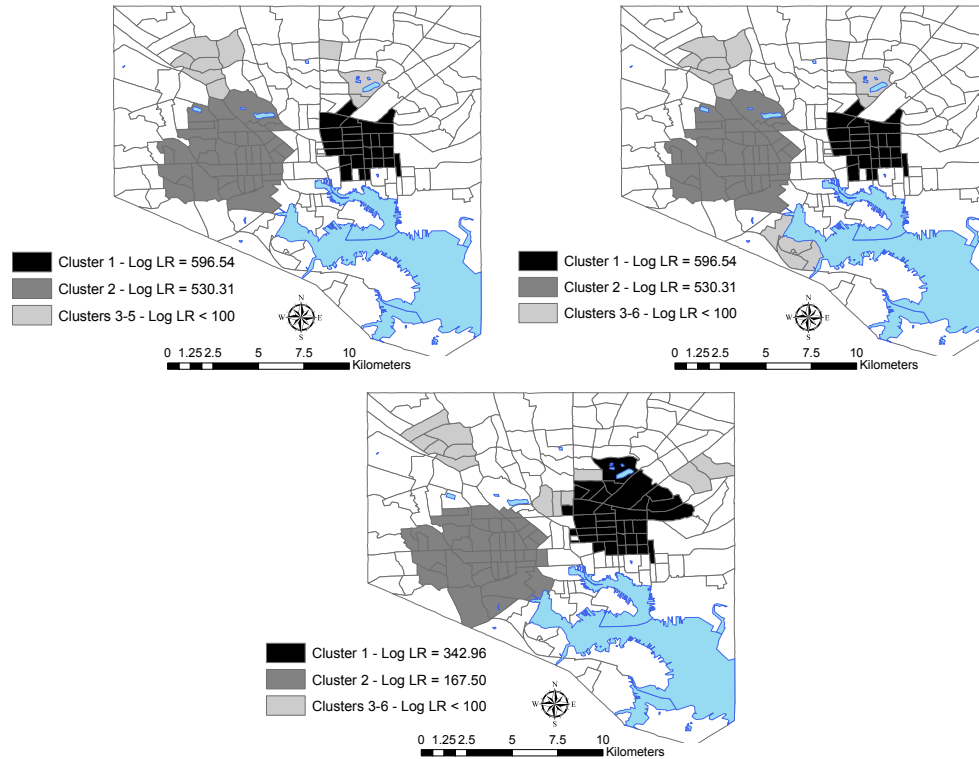 Cluster 1 - Log LR = 596.54
Cluster 2 - Log LR = 530.31
Clusters 3-5 - Log LR < 100
N
W E
S
0 1.25 2.5 5 7.5 10
Kilometers
Cluster 1 - Log LR = 596.54
Cluster 2 - Log LR = 530.31
Clusters 3-6 - Log LR < 100
N
W E
S
0 1.25 2.5 5 7.5 10
Kilometers
Cluster 1 - Log LR = 342.96
Cluster 2 - Log LR = 167.50
Clusters 3-6 - Log LR < 100
N
W E
S
0 1.25 2.5 5 7.5 10
Kilometers